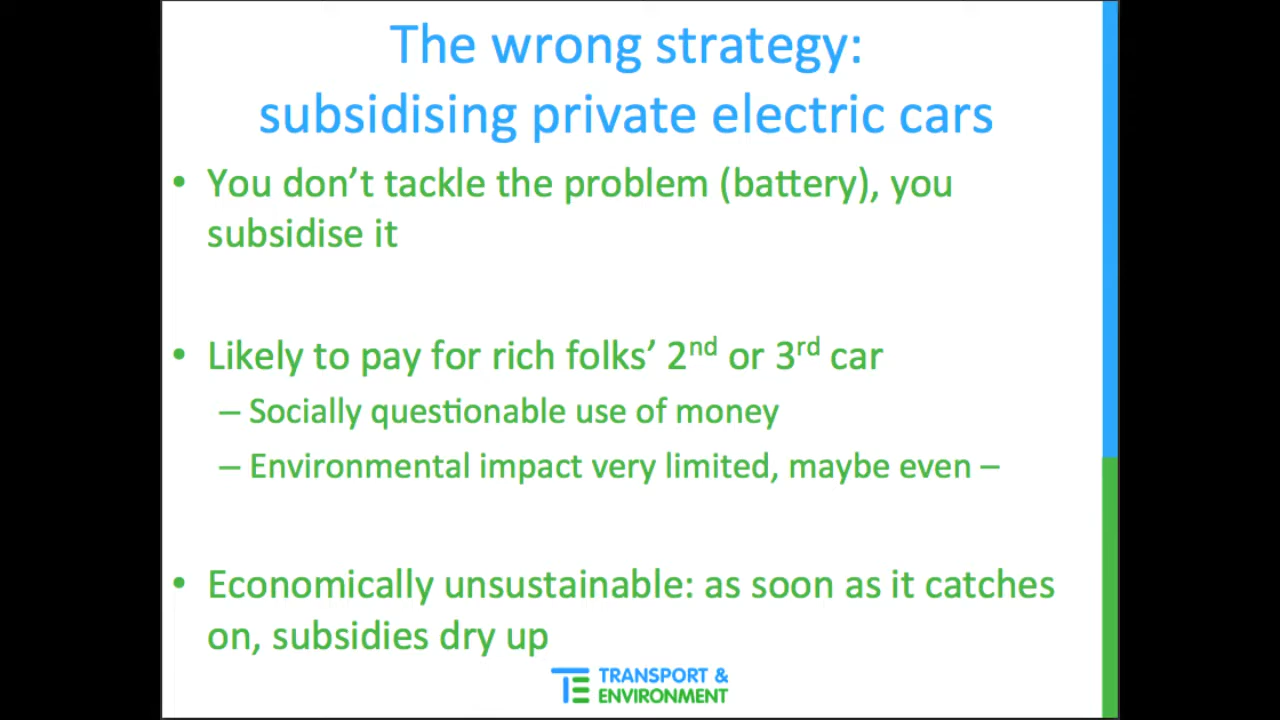 The wrong strategy:
subsidising private electric cars
• You don’t tackle the problem (battery), you
subsidise it
• Likely to pay for rich folks’ 2nd or 3rd car
– Socially questionable use of money
– Environmental impact very limited, maybe even –
• Economically unsustainable: as soon as it catches
on, subsidies dry up
TE TRANSPORT &
ENVIRONMENT